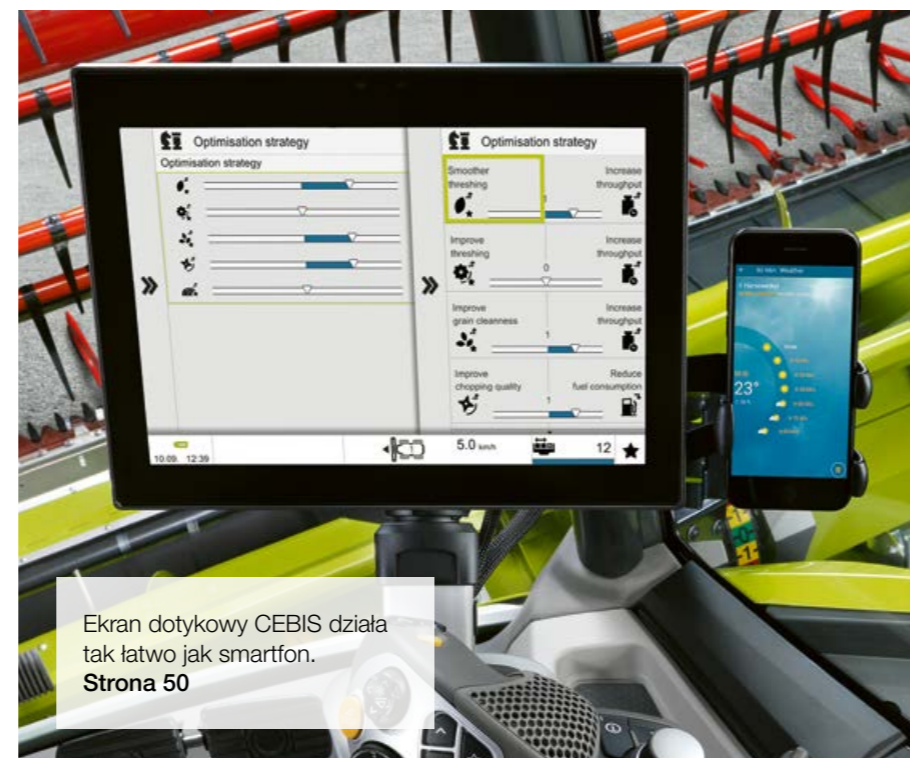 Optimisation strategy
Optimisation strategy
Optimisation strategy
Smoother threshing
Increase throughput
Improve threshing
Increase throughput
0
Improve grain cleanness
Increase throughput
1
Improve chopping quality
Reduce fuel consumption
1
10.09. 12:39
1
5.0 km/h
12
Weather
23°
Ekran dotykowy CEBIS działa
tak łatwo jak smartfon.
Strona 50